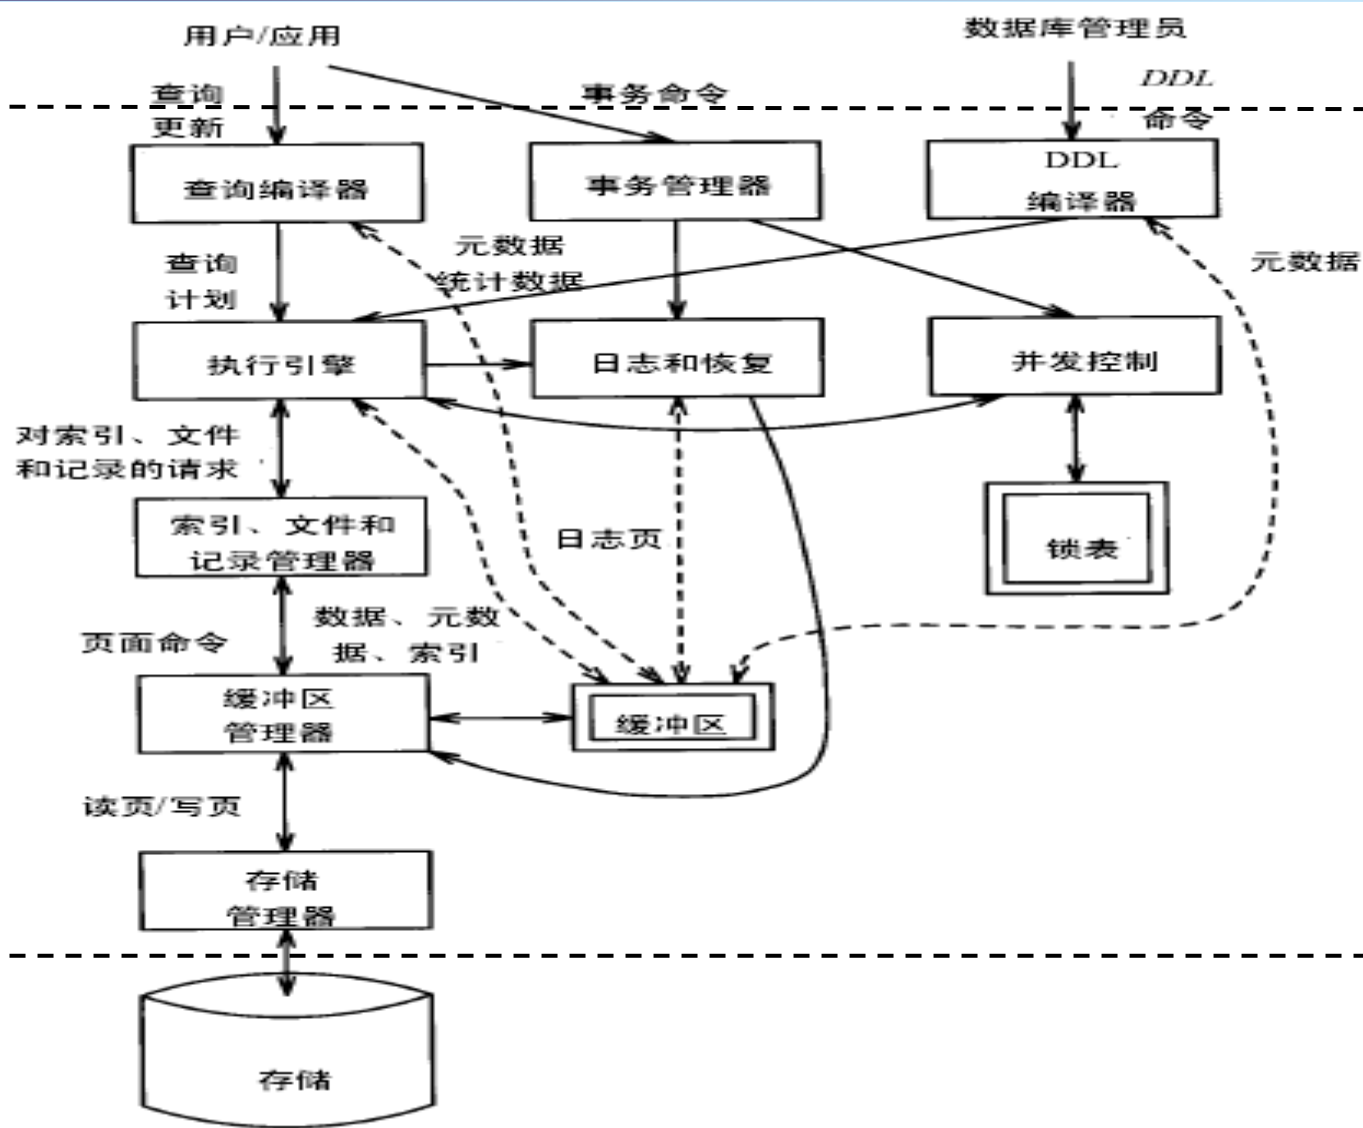 用户/应用
数据库管理员
查询
更新
事务命令
DDL
命令
查询编译器
事务管理器
DDL
编译器
查询
计划
元数据
统计数据
元数据
执行引擎
日志和恢复
并发控制
对索引、文件
和记录的请求
索引、文件和
记录管理器
日志页
锁表
页面命令
数据、元数
据、索引
缓冲区
管理器
缓冲区
读页/写页
存储
管理器
存储